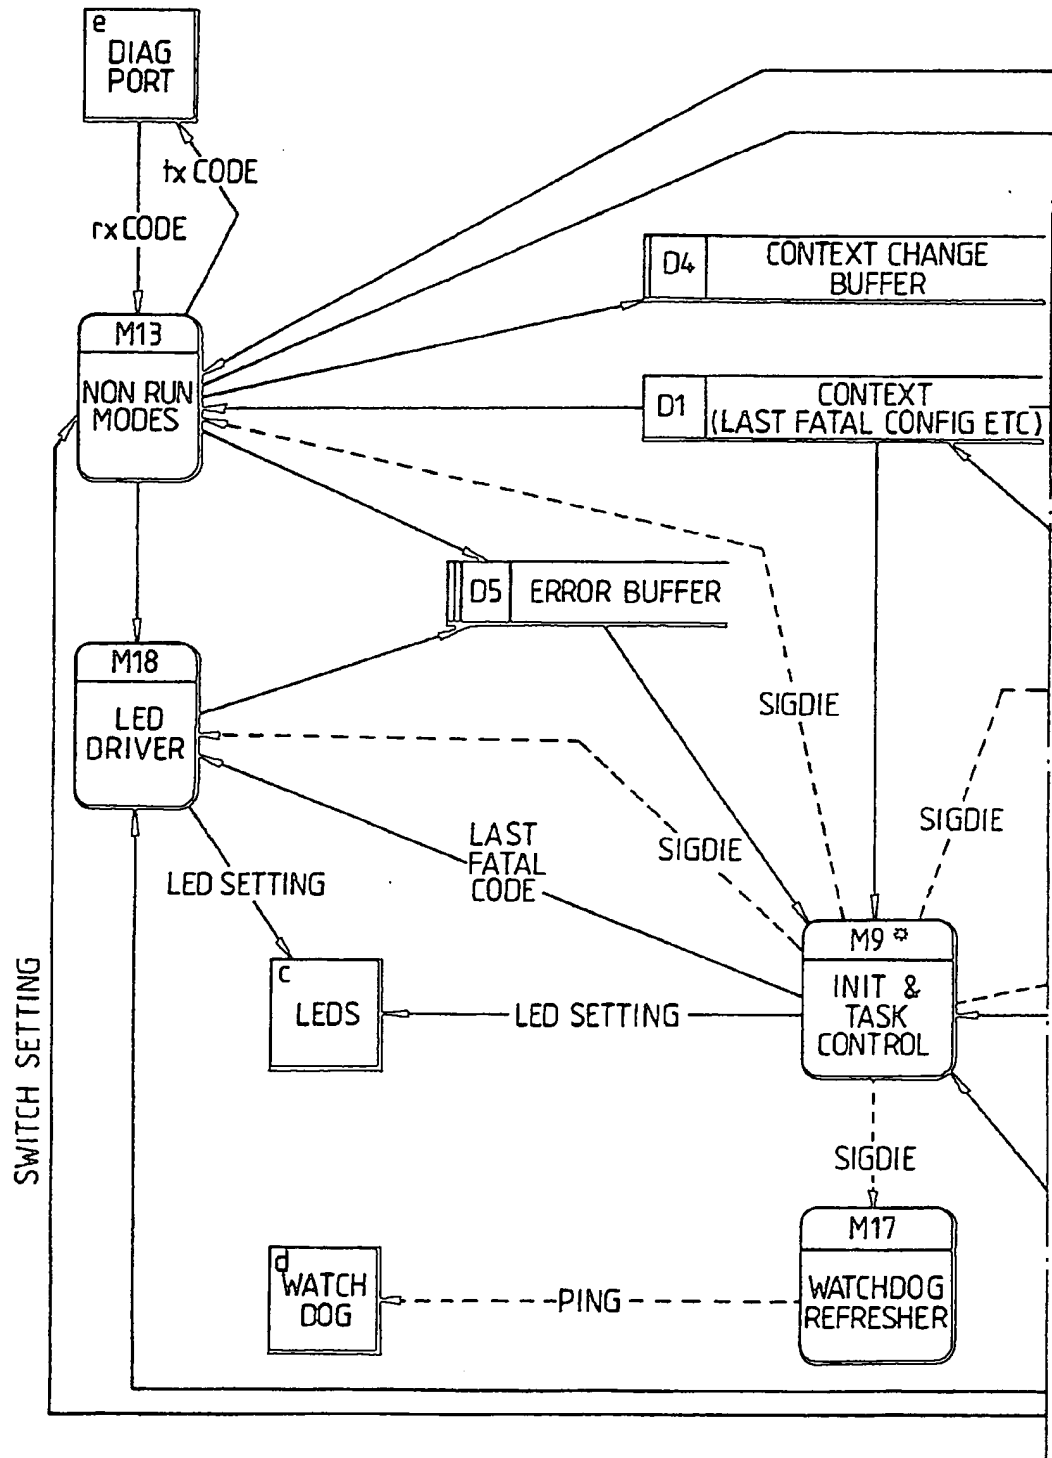 e
DIAG
PORT
tx CODE
rx CODE
D4
CONTEXT CHANGE
BUFFER
M13
NON RUN
MODES
D1
CONTEXT
(LAST FATAL CONFIG ETC)
D5
ERROR BUFFER
M18
LED
DRIVER
SIGDIE
SIGDIE
SIGDIE
LAST
FATAL
CODE
LED SETTING
M9 *
INIT &
TASK
CONTROL
c
LEDS
LED SETTING
SWITCH SETTING
SIGDIE
M17
WATCHDOG
REFRESHER
d
WATCH
DOG
PING